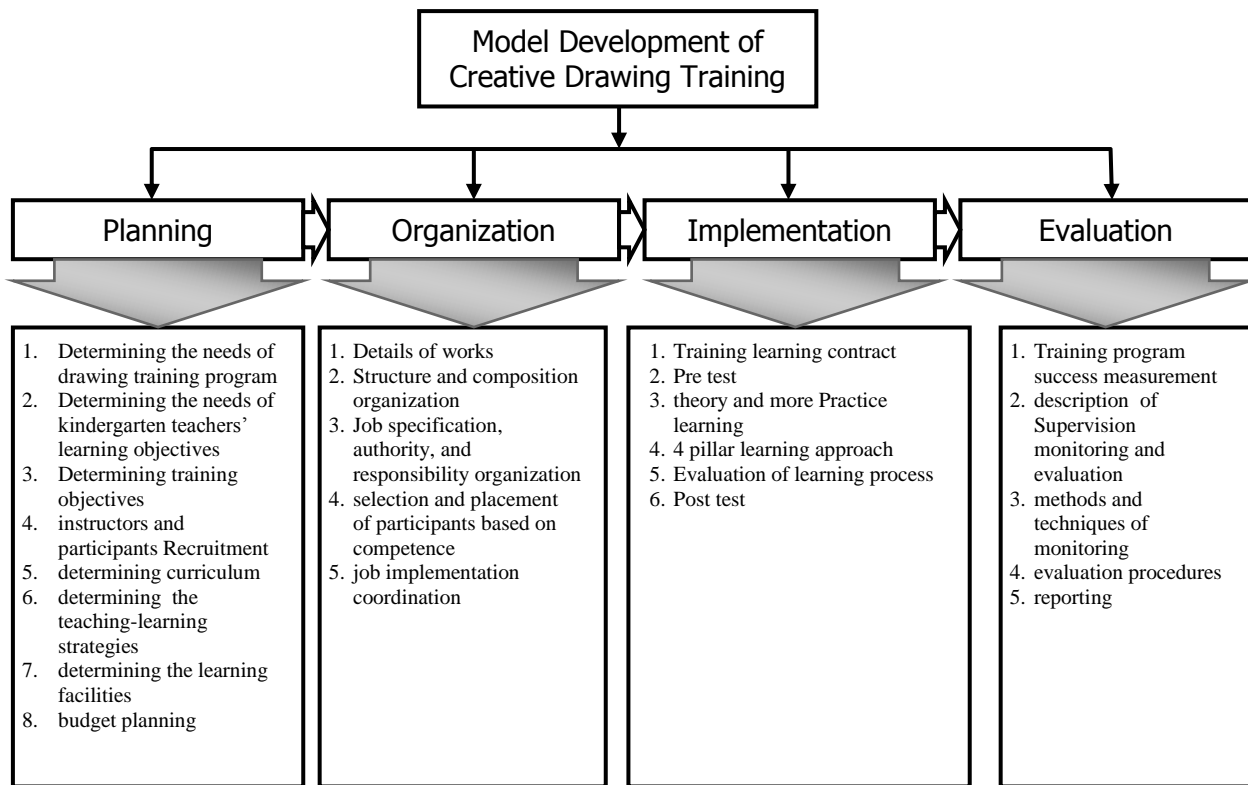 Model Development of
Creative Drawing Training
Planning
Organization
Implementation
Evaluation
1. Determining the needs of
drawing training program
2. Determining the needs of
kindergarten teachers'
learning objectives
3. Determining training
objectives
4. instructors and
participants Recruitment
5. determining curriculum
6. determining the
teaching-learning
strategies
7. determining the learning
facilities
8. budget planning
1. Details of works
2. Structure and composition
organization
3. Job specification,
authority, and
responsibility organization
4. selection and placement
of participants based on
competence
5. job implementation
coordination
1. Training learning contract
2. Pre test
3. theory and more Practice
learning
4. 4 pillar learning approach
5. Evaluation of learning process
6. Post test
1. Training program
success measurement
2. description of
Supervision
monitoring and
evaluation
3. methods and
techniques of
monitoring
4. evaluation procedures
5. reporting